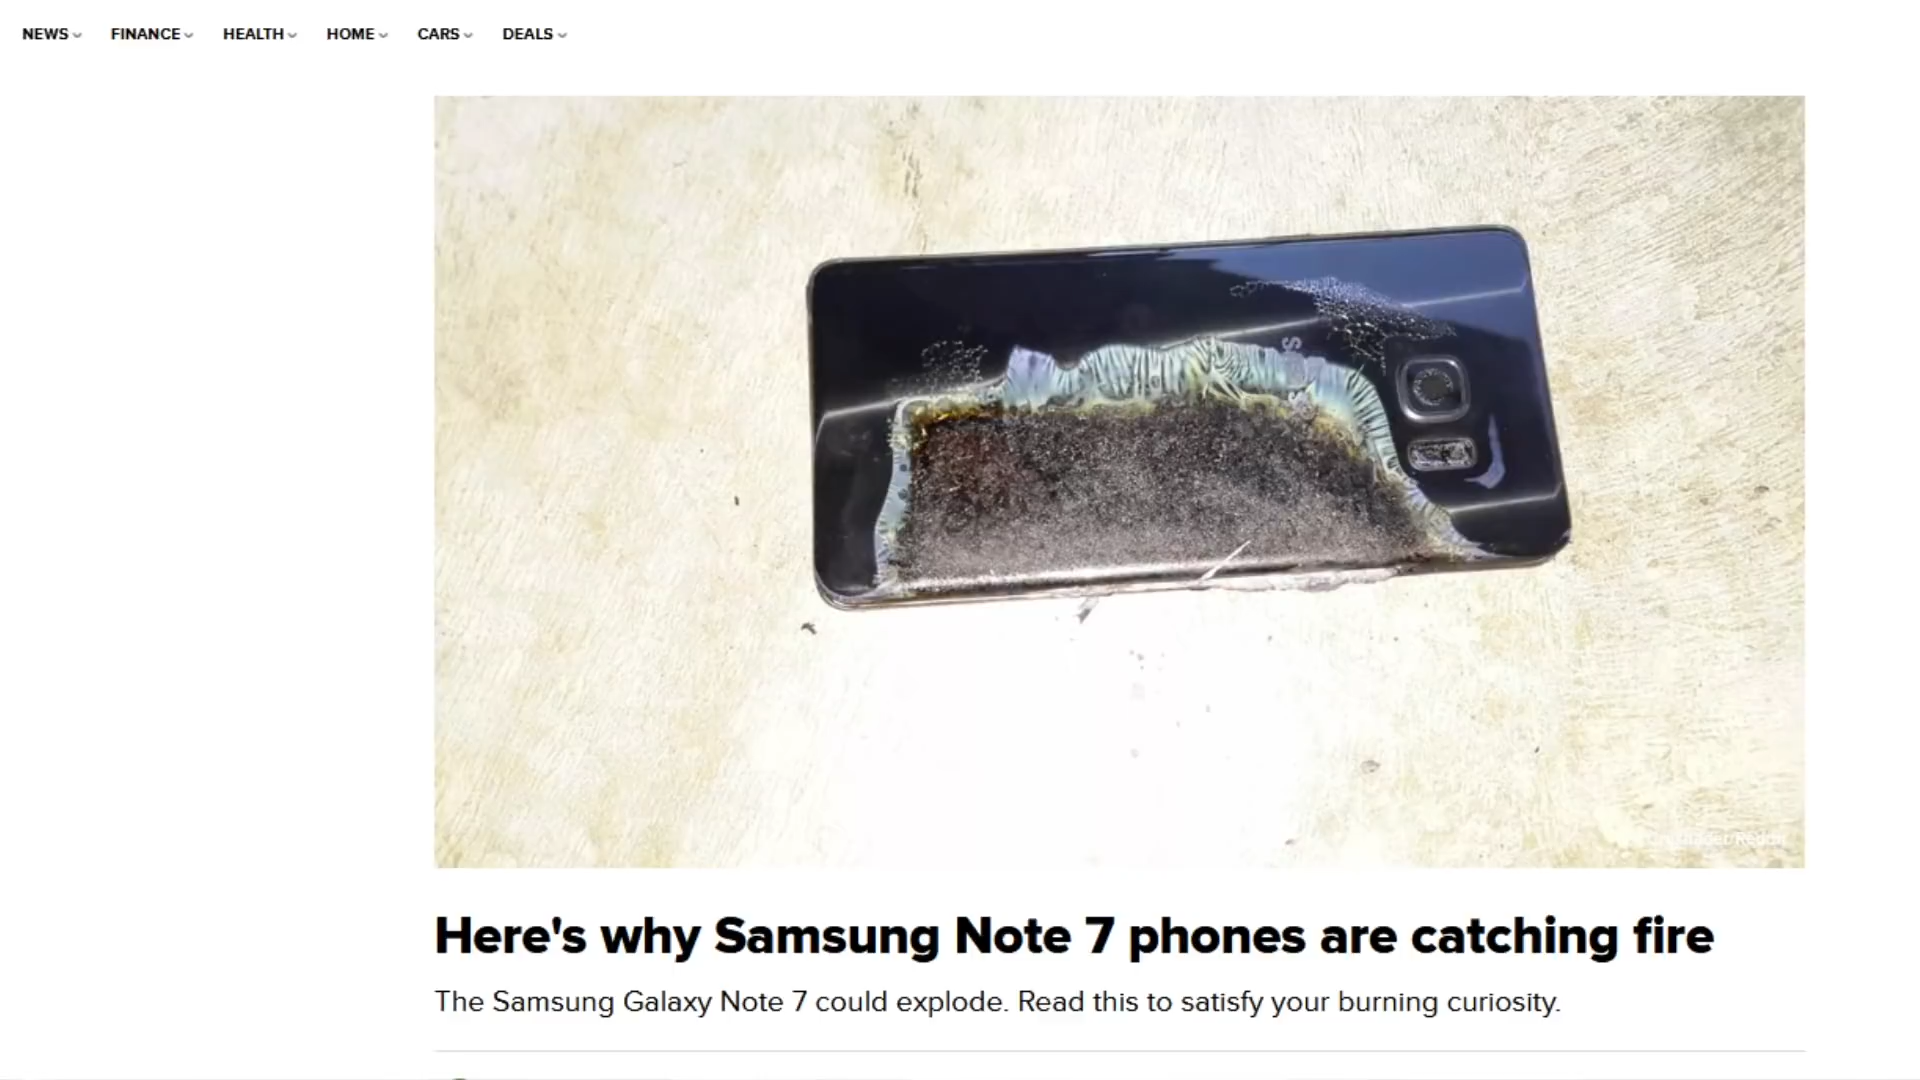 NEWS FINANCE HEALTH HOME CARS DEALS
Here's why Samsung Note 7 phones are catching fire
The Samsung Galaxy Note 7 could explode. Read this to satisfy your burning curiosity.